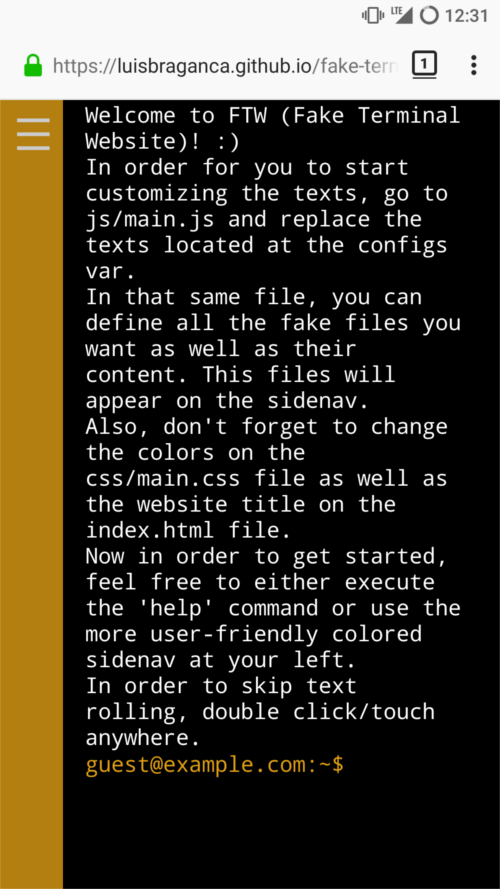 LTE 12:31
https://luisbraganca.github.io/fake-tern 1
Welcome to FTW (Fake Terminal
Website)! :)
In order for you to start
customizing the texts, go to
js/main.js and replace the
texts located at the configs
var.
In that same file, you can
define all the fake files you
want as well as their
content. This files will
appear on the sidenav.
Also, don't forget to change
the colors on the
css/main.css file as well as
the website title on the
index.html file.
Now in order to get started,
feel free to either execute
the 'help' command or use the
more user-friendly colored
sidenav at your left.
In order to skip text
rolling, double click/touch
anywhere.
guest@example.com:~$